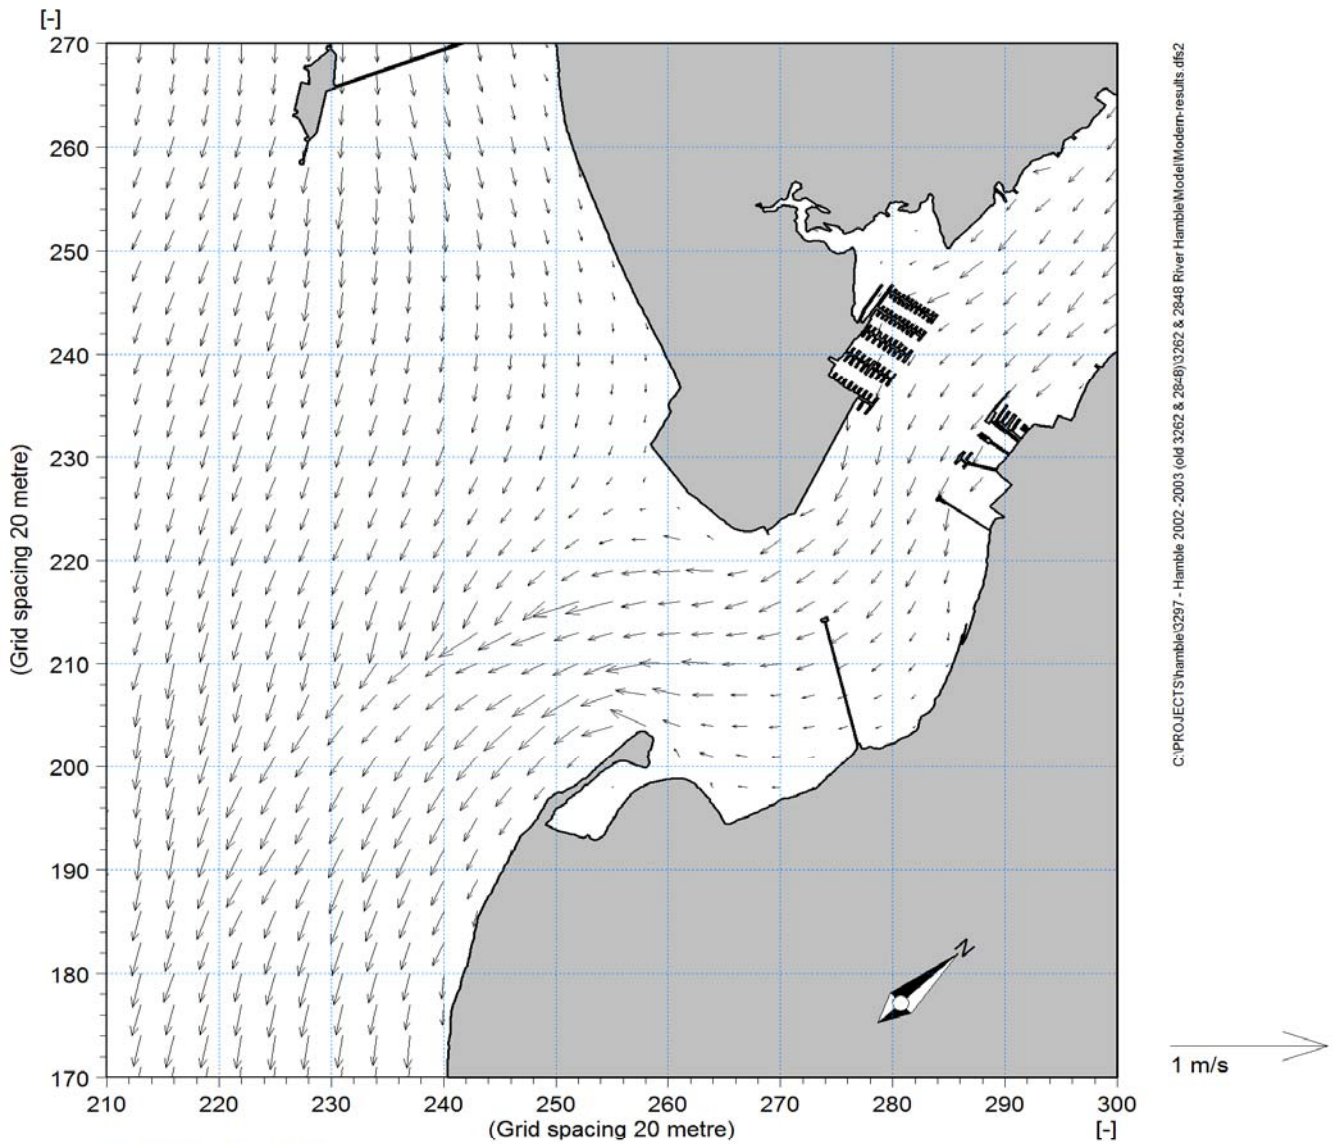 [-]
270
260
250
240
230
220
210
200
190
180
170
(Grid spacing 20 metre)
210 220 230 240 250 260 270 280 290 300
(Grid spacing 20 metre) [-]
N
1 m/s
C:\PROJECTS\hamble\3297 - Hamble 2002 -2003 (old 3262 & 2848)\3262 & 2848 River Hamble\Model\Modern-results.dfs2